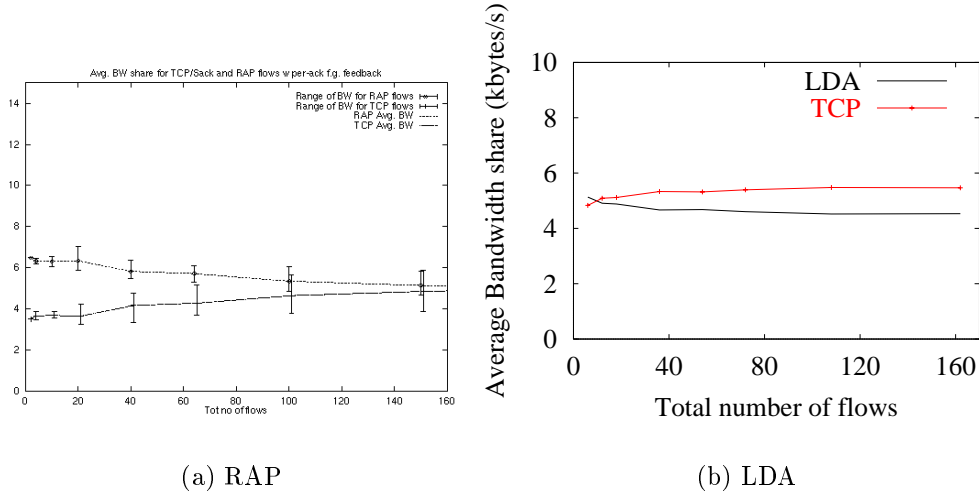 Avg. BW share for TCP/Sack and RAP flows w per-ack f.g. feedback
Range of BW for RAP flows
Range of BW for TCP flows
RAP Avg. BW
TCP Avg. BW
14
12
10
8
6
4
2
0
0 20 40 60 80 100 120 140 160
Tot no of flows
(a) RAP
Average Bandwidth share (kbytes/s)
10
8
6
4
2
0
LDA
TCP
0 40 80 120 160
Total number of flows
(b) LDA